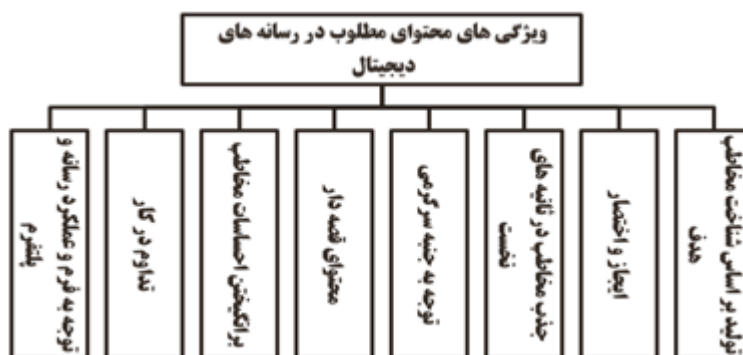 ویژگی های محتوای مطلوب در رسانه های
دیجیتال
تولید بر اساس شناخت مخاطب
هدف
ایجاز و اختصار
جذب مخاطب در ثانیه های
نخست
توجه به جنبه سرگرمی
محتوای قصه دار
برانگیختن احساسات مخاطب
تداوم در کار
توجه به فرم و عملکرد رسانه و
پلتفرم